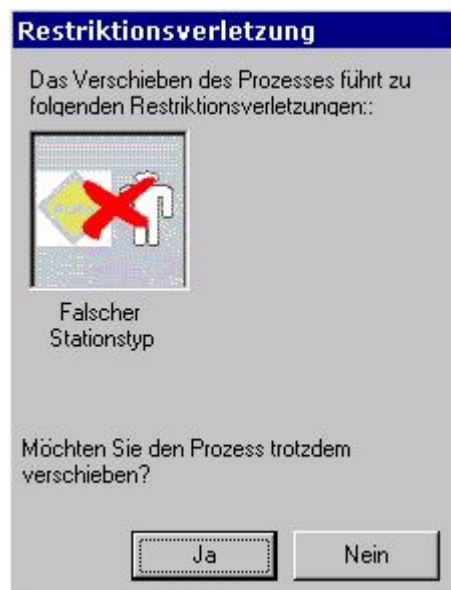 Restriktionsverletzung
Das Verschieben des Prozesses führt zu
folgenden Restriktionsverletzungen::
Auto
Falscher
Stationstyp
Möchten Sie den Prozess trotzdem
verschieben?
Ja
Nein